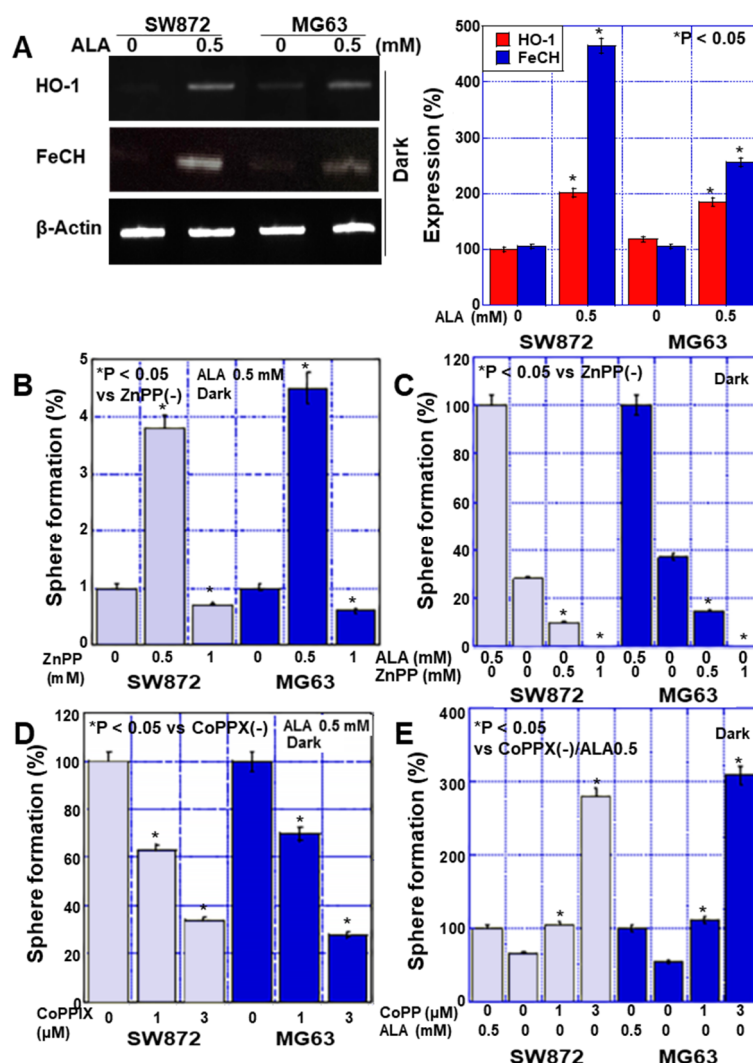 A
SW872 MG63
ALA 0 0.5 0 0.5 (mM)
HO-1
FeCH
β-Actin
Dark
HO-1
FeCH
*P < 0.05
Expression (%)
500
400
300
200
100
0
* * * *
ALA (mM) 0 0.5 0 0.5
SW872 MG63
B
*P < 0.05
vs ZnPP(-)
ALA 0.5 mM
Dark
Sphere formation (%)
5
4
3
2
1
0
* * * *
ZnPP (mM) 0 0.5 1 0 0.5 1
SW872 MG63
C
*P < 0.05 vs ZnPP(-)
Dark
Sphere formation (%)
120
100
80
60
40
20
0
* * * *
ALA (mM) 0.5 0 0 0 0.5 0 0 0
ZnPP (mM) 0 0 0.5 1 0 0 0.5 1
SW872 MG63
D
*P < 0.05 vs CoPPX(-)
ALA 0.5 mM
Dark
Sphere formation (%)
120
100
80
60
40
20
0
* * * *
CoPPIX (μM) 0 1 3 0 1 3
SW872 MG63
E
*P < 0.05
vs CoPPX(-)/ALA0.5
Dark
Sphere formation (%)
400
300
200
100
0
* * * *
CoPP (μM) 0 0 1 3 0 0 1 3
ALA (mM) 0.5 0 0 0 0.5 0 0 0
SW872 MG63